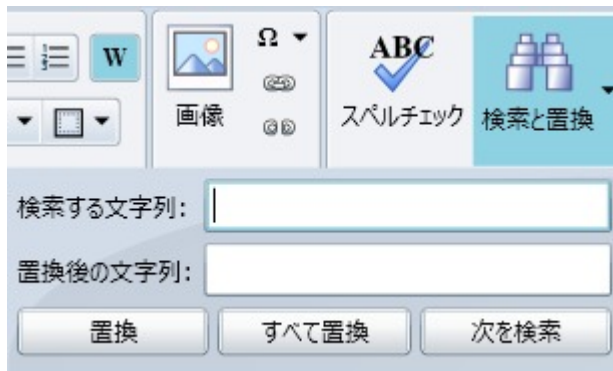 W
Ω
画像
ABC
スペルチェック
検索と置換
検索する文字列:
置換後の文字列:
置換 すべて置換 次を検索